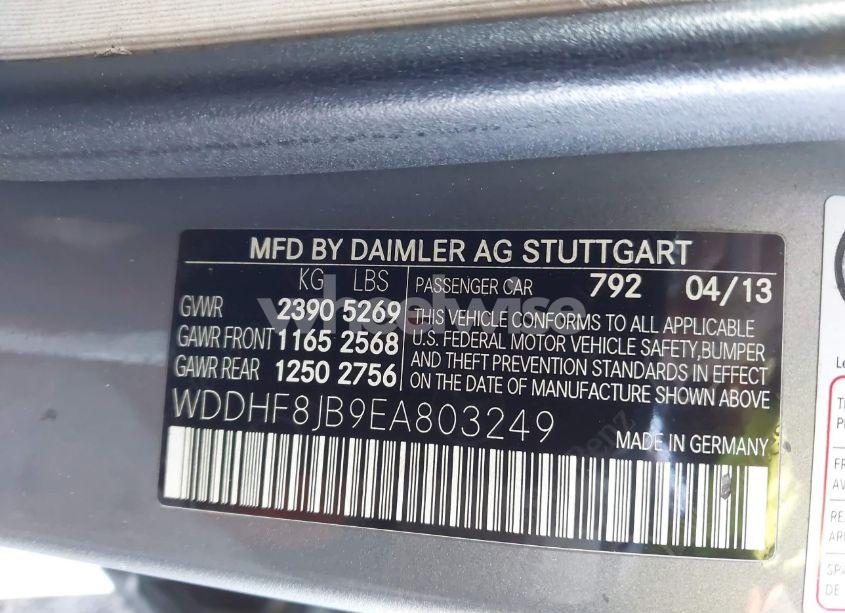 MFD BY DAIMLER AG STUTTGART
KG LBS
GVWR 2390 5269
GAWR FRONT 1165 2568
GAWR REAR 1250 2756
PASSENGER CAR 792 04/13
THIS VEHICLE CONFORMS TO ALL APPLICABLE
U.S. FEDERAL MOTOR VEHICLE SAFETY,BUMPER
AND THEFT PREVENTION STANDARDS IN EFFECT
ON THE DATE OF MANUFACTURE SHOWN ABOVE
WDDHF8JB9EA803249
MADE IN GERMANY
wheelwise